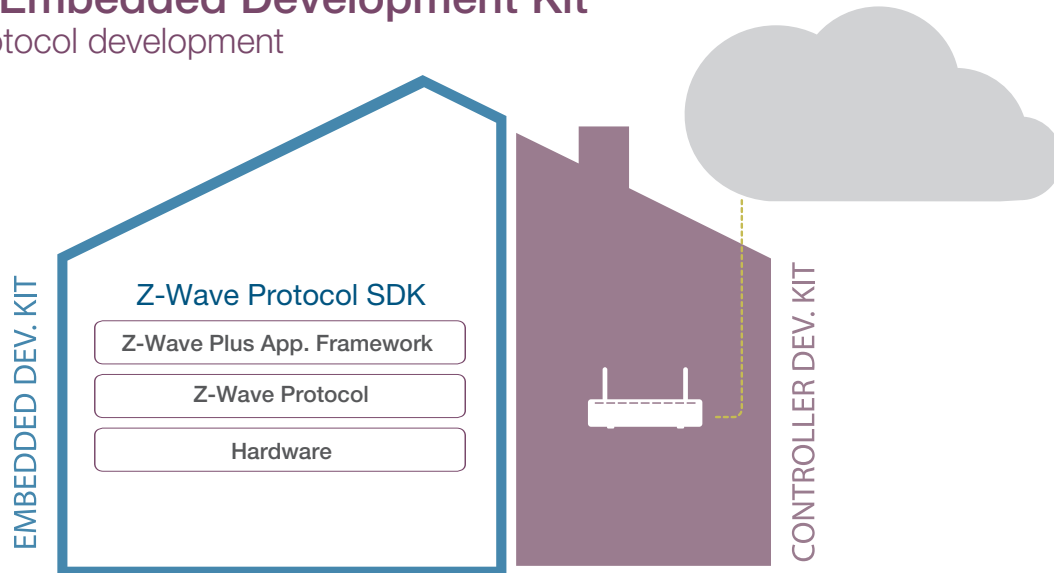 Embedded Development Kit
protocol development
EMBEDDED DEV. KIT
Z-Wave Protocol SDK
Z-Wave Plus App. Framework
Z-Wave Protocol
Hardware
CONTROLLER DEV. KIT